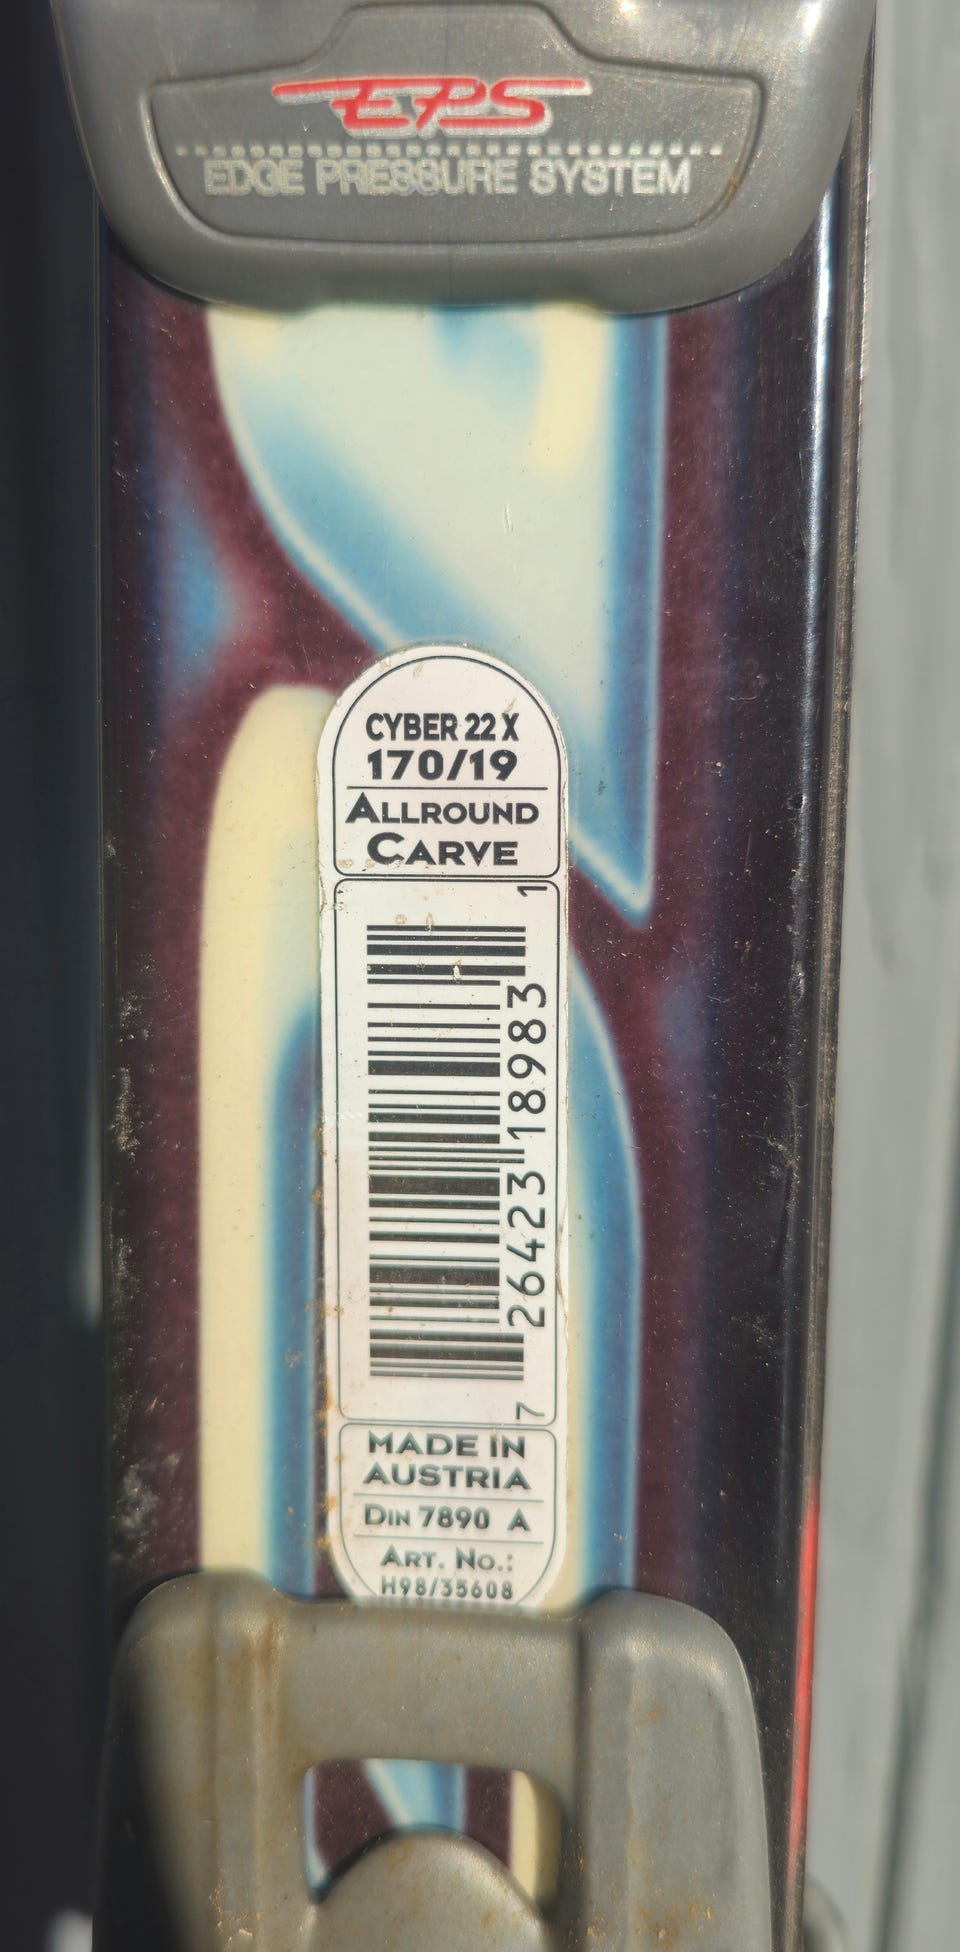 EPS
EDGE PRESSURE SYSTEM
CYBER 22 X
170/19
ALLROUND
CARVE
7 26423 18983 1
MADE IN
AUSTRIA
DIN 7890 A
ART. NO.:
H98/35608